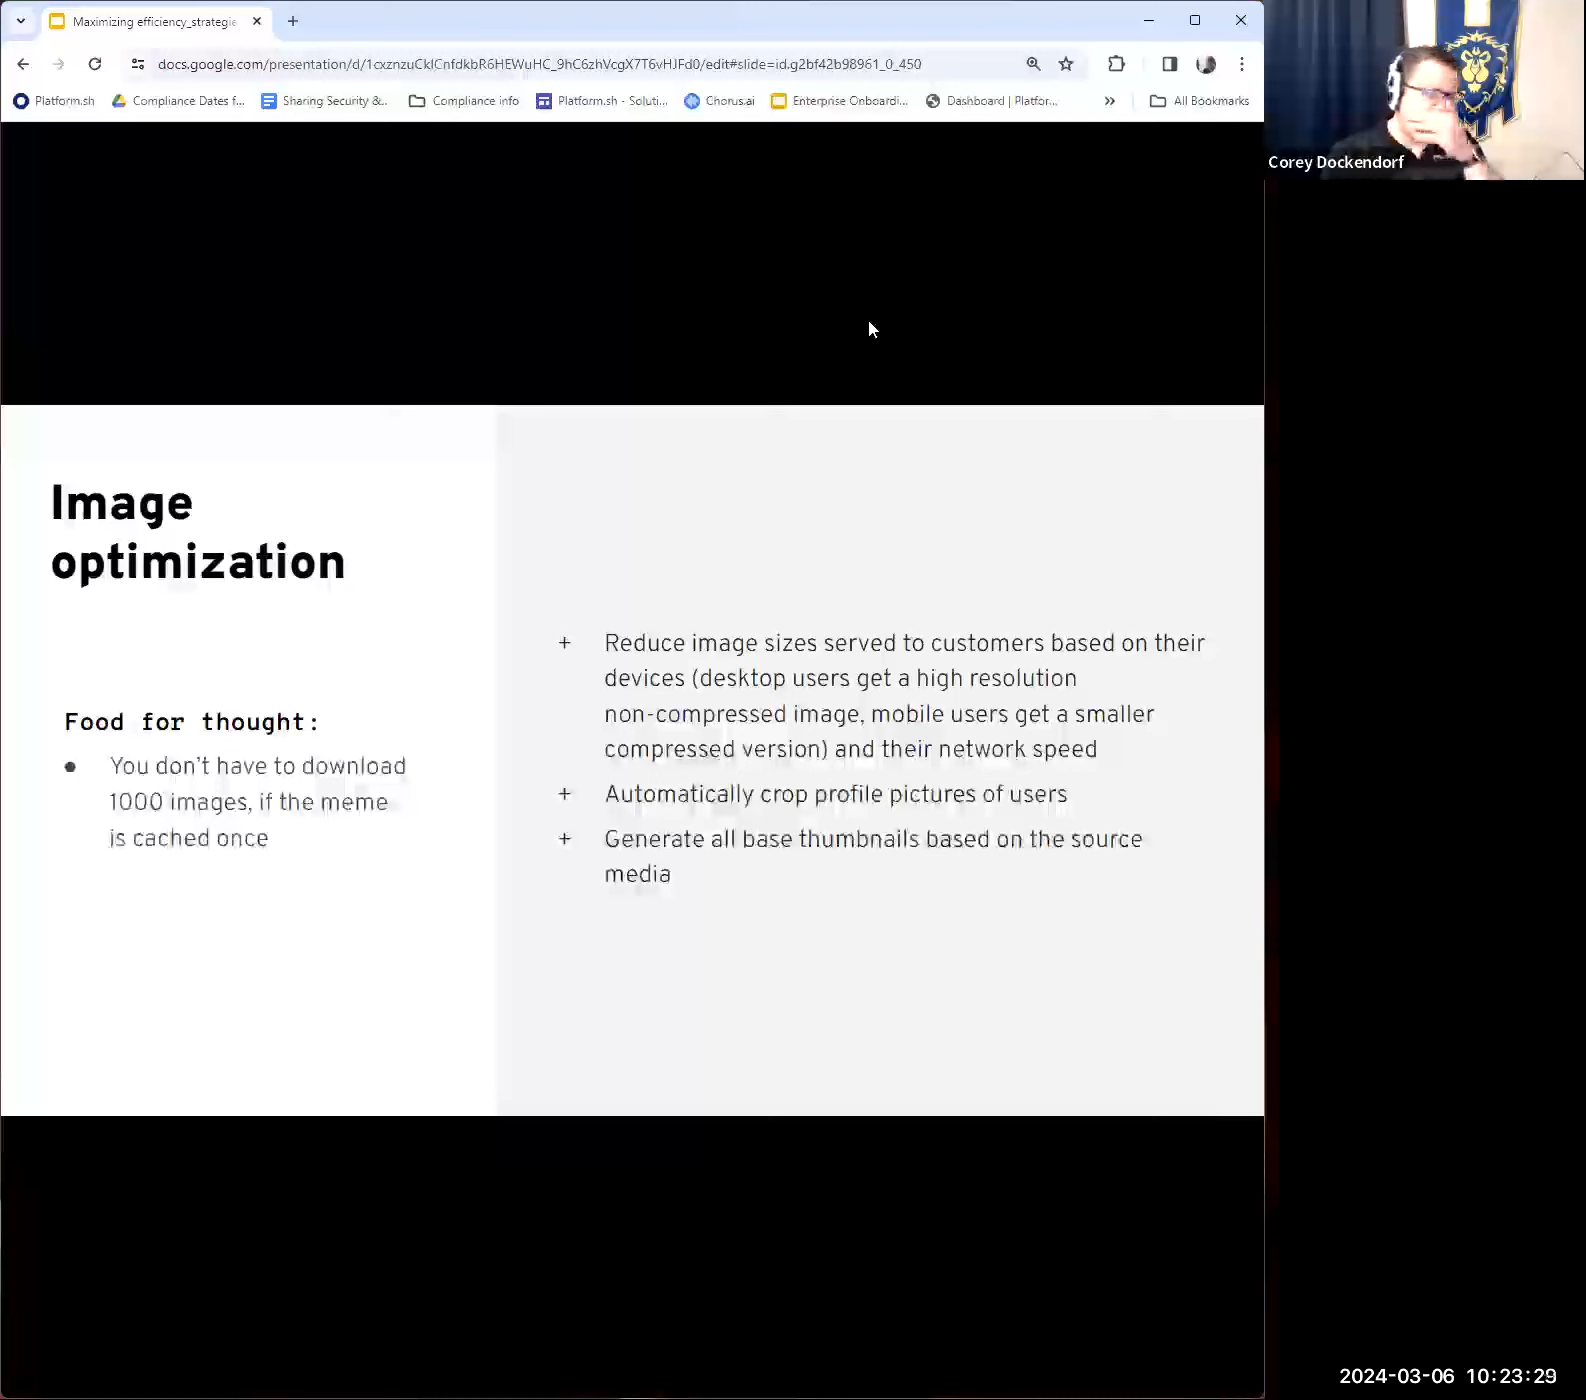 Maximizing efficiency_strategie
docs.google.com/presentation/d/1cxznzuCkICnfdkbR6HEWuHC_9hC6zhVcgX7T6vHJFd0/edit#slide=id.g2bf42b98961_0_450
Platform.sh
Compliance Dates f...
Sharing Security &...
Compliance info
Platform.sh - Soluti...
Chorus.ai
Enterprise Onboardi...
Dashboard | Platfor...
All Bookmarks
Corey Dockendorf
Image
optimization
Food for thought:
You don't have to download
1000 images, if the meme
is cached once
+ Reduce image sizes served to customers based on their
devices (desktop users get a high resolution
non-compressed image, mobile users get a smaller
compressed version) and their network speed
+ Automatically crop profile pictures of users
+ Generate all base thumbnails based on the source
media
2024-03-06 10:23:29